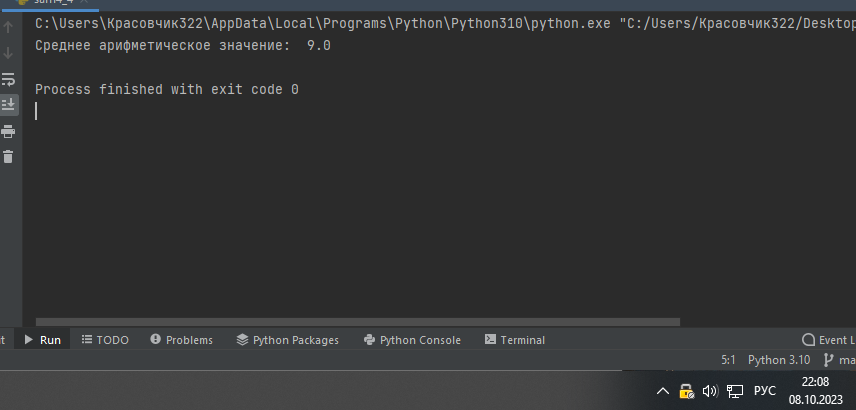 C:\Users\Красовчик322\AppData\Local\Programs\Python\Python310\python.exe "C:/Users/Красовчик322/Desktop
Среднее арифметическое значение:  9.0
Process finished with exit code 0
Run TODO Problems Python Packages Python Console Terminal Event L
5:1 Python 3.10 ma
РУС 22:08
08.10.2023